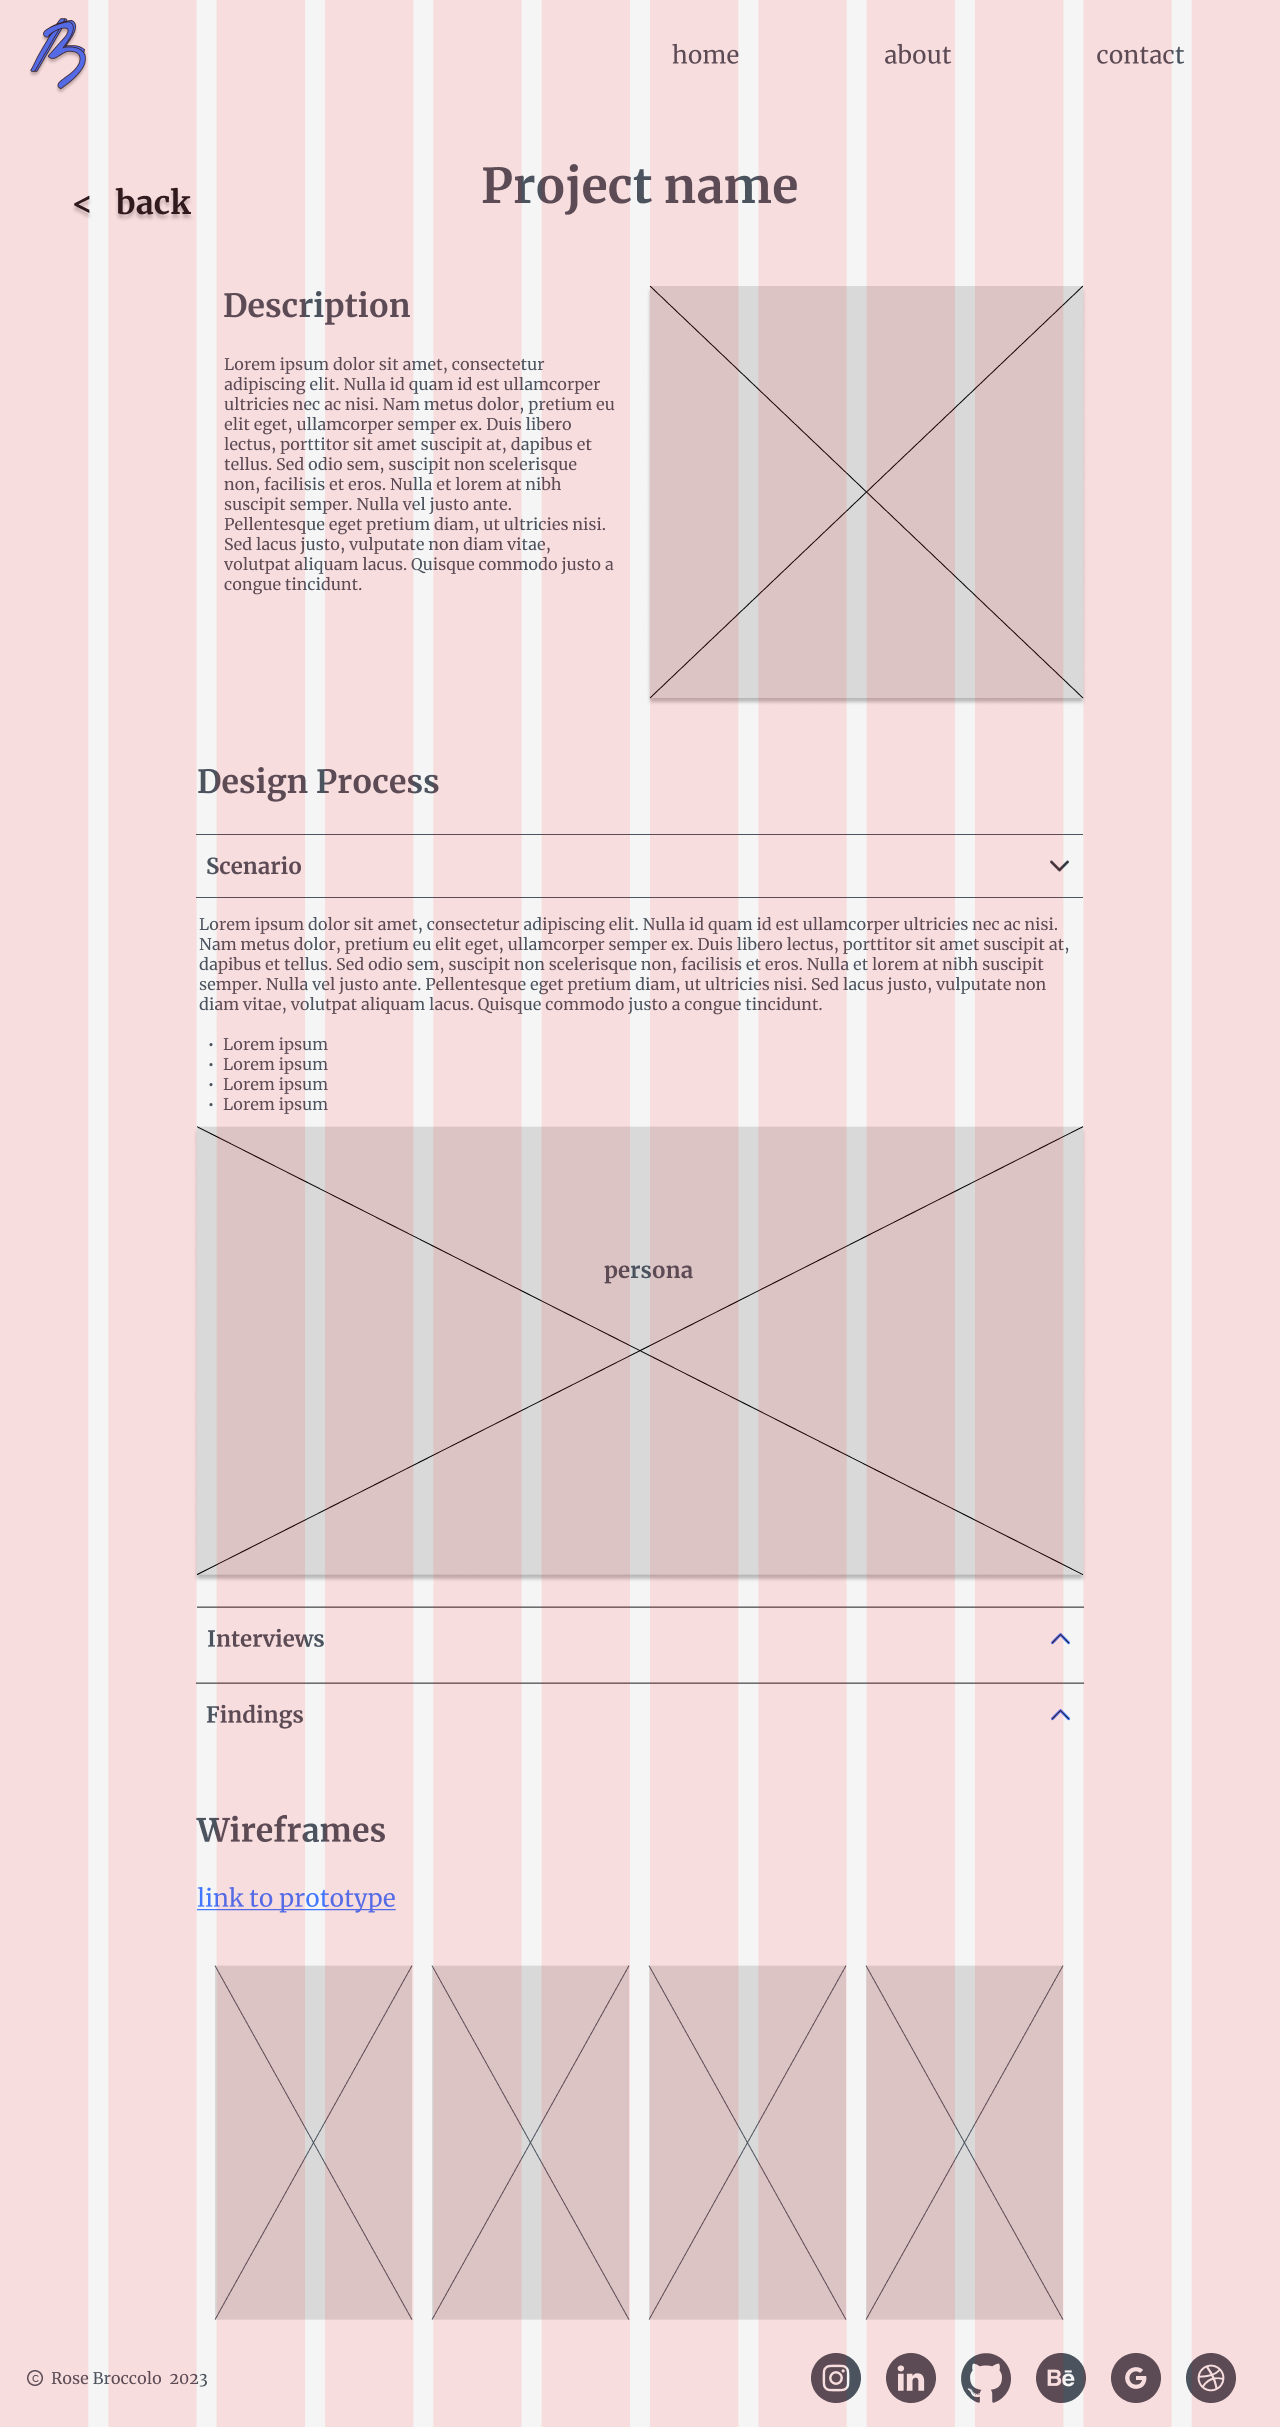 B
home about contact
Project name
< back
Description
Lorem ipsum dolor sit amet, consectetur
adipiscing elit. Nulla id quam id est ullamcorper
ultricies nec ac nisi. Nam metus dolor, pretium eu
elit eget, ullamcorper semper ex. Duis libero
lectus, porttitor sit amet suscipit at, dapibus et
tellus. Sed odio sem, suscipit non scelerisque
non, facilisis et eros. Nulla et lorem at nibh
suscipit semper. Nulla vel justo ante.
Pellentesque eget pretium diam, ut ultricies nisi.
Sed lacus justo, vulputate non diam vitae,
volutpat aliquam lacus. Quisque commodo justo a
congue tincidunt.
Design Process
Scenario
Lorem ipsum dolor sit amet, consectetur adipiscing elit. Nulla id quam id est ullamcorper ultricies nec ac nisi.
Nam metus dolor, pretium eu elit eget, ullamcorper semper ex. Duis libero lectus, porttitor sit amet suscipit at,
dapibus et tellus. Sed odio sem, suscipit non scelerisque non, facilisis et eros. Nulla et lorem at nibh suscipit
semper. Nulla vel justo ante. Pellentesque eget pretium diam, ut ultricies nisi. Sed lacus justo, vulputate non
diam vitae, volutpat aliquam lacus. Quisque commodo justo a congue tincidunt.
• Lorem ipsum
• Lorem ipsum
• Lorem ipsum
• Lorem ipsum
persona
Interviews
Findings
Wireframes
link to prototype
© Rose Broccolo 2023
in Bē G